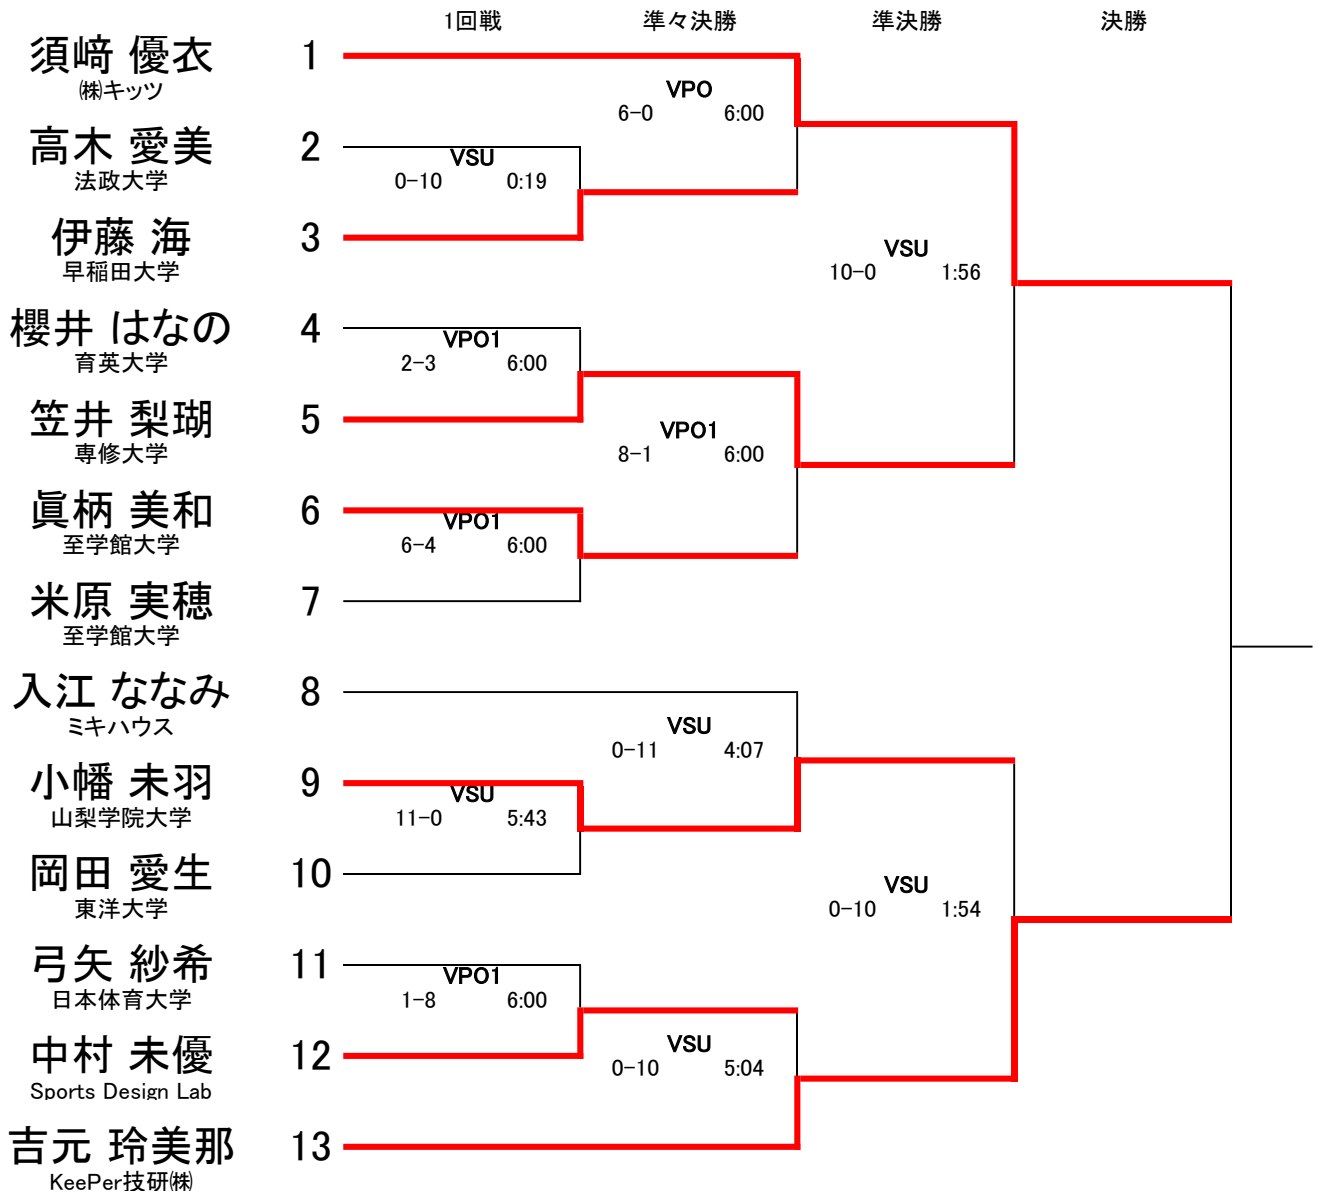 1回戦 準々決勝 準決勝 決勝
須﨑 優衣 1
㈱キッツ
VPO
6-0 6:00
高木 愛美 2
法政大学
VSU
0-10 0:19
伊藤 海 3
早稲田大学
VSU
10-0 1:56
櫻井 はなの 4
育英大学
VPO1
2-3 6:00
笠井 梨瑚 5
専修大学
VPO1
8-1 6:00
眞柄 美和 6
至学館大学
VPO1
6-4 6:00
米原 実穂 7
至学館大学
入江 ななみ 8
ミキハウス
VSU
0-11 4:07
小幡 未羽 9
山梨学院大学
VSU
11-0 5:43
岡田 愛生 10
東洋大学
VSU
0-10 1:54
弓矢 紗希 11
日本体育大学
VPO1
1-8 6:00
中村 未優 12
Sports Design Lab
VSU
0-10 5:04
吉元 玲美那 13
KeePer技研㈱